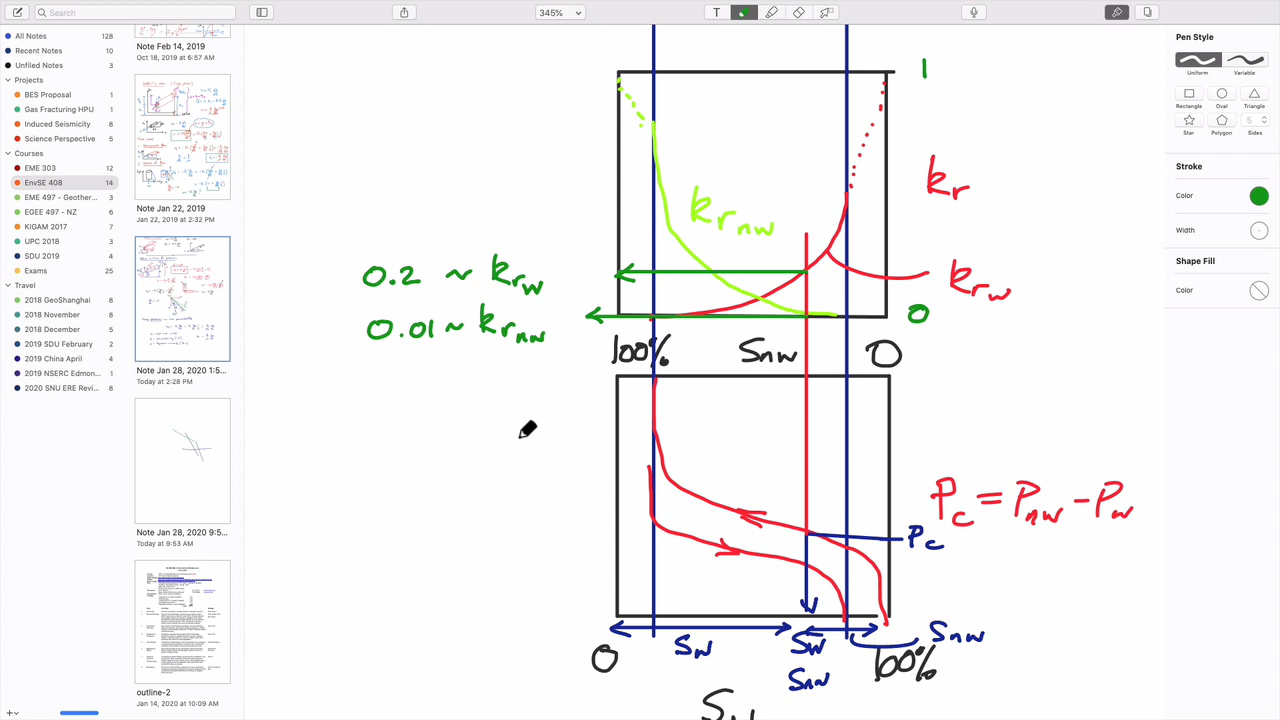 Search
345%
T
All Notes 128
Recent Notes 10
Unfiled Notes 3
Projects
BES Proposal 1
Gas Fracturing HPU 1
Induced Seismicity 8
Science Perspective 5
Courses
EME 303 12
EnvSE 408 14
EME 497 - Geother... 3
EGEE 497 - NZ 6
KIGAM 2017 7
UPC 2018 3
SDU 2019 4
Exams 25
Travel
2018 GeoShanghai 8
2018 November 8
2018 December 8
2019 SDU February 2
2019 China April 4
2019 NSERC Edmon... 1
2020 SNU ERE Revi... 8
Note Feb 14, 2019
Oct 18, 2019 at 6:57 AM
Note Jan 22, 2019
Jan 22, 2019 at 2:32 PM
Note Jan 28, 2020 1:5...
Today at 2:28 PM
Note Jan 28, 2020 9:5...
Today at 9:53 AM
outline-2
Jan 14, 2020 at 10:09 AM
1
kr
krnw
0.2 ~ krw
krw
0.01 ~ krnw
0
100% Snw 0
Pc = Pnw - Pw
Pc
Sw Sw Snw
Snw
0 100%
Sw
Pen Style
Uniform Variable
Rectangle Oval Triangle
5
Star Polygon Sides
Stroke
Color
Width
Shape Fill
Color